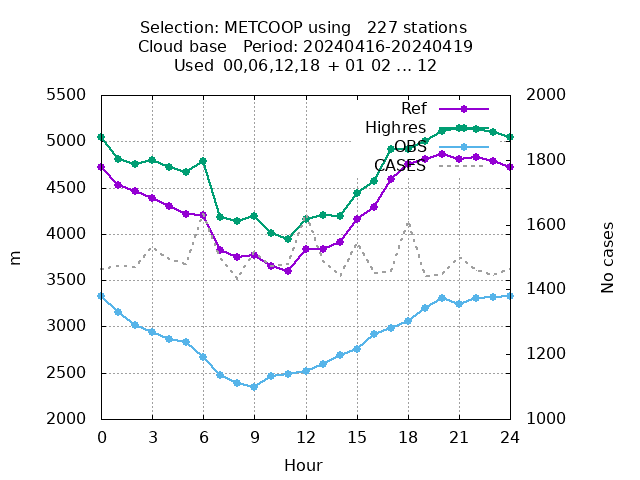 Selection: METCOOP using   227 stations
Cloud base   Period: 20240416-20240419
Used  00,06,12,18 + 01 02 ... 12
5500
5000
4500
4000
3500
3000
2500
2000
m
2000
1800
1600
1400
1200
1000
No cases
Ref
Highres
OBS
CASES
0 3 6 9 12 15 18 21 24
Hour